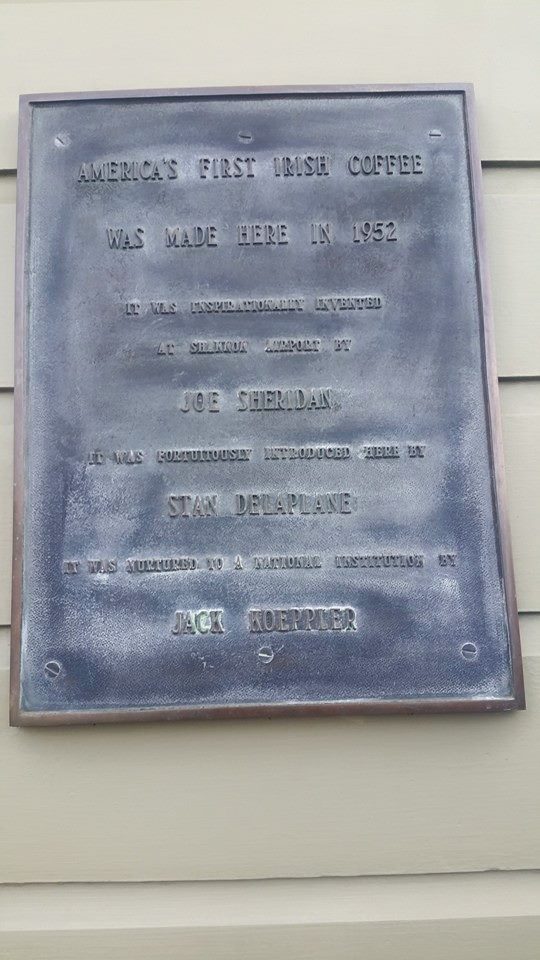 AMERICA'S FIRST IRISH COFFEE
WAS MADE HERE IN 1952
IT WAS INSPIRATIONALLY INVENTED
AT SHANNON AIRPORT BY
JOE SHERIDAN
IT WAS FORTUITOUSLY INTRODUCED HERE BY
STAN DELAPLANE
IT WAS NURTURED TO A NATIONAL INSTITUTION BY
JACK KOEPPLER